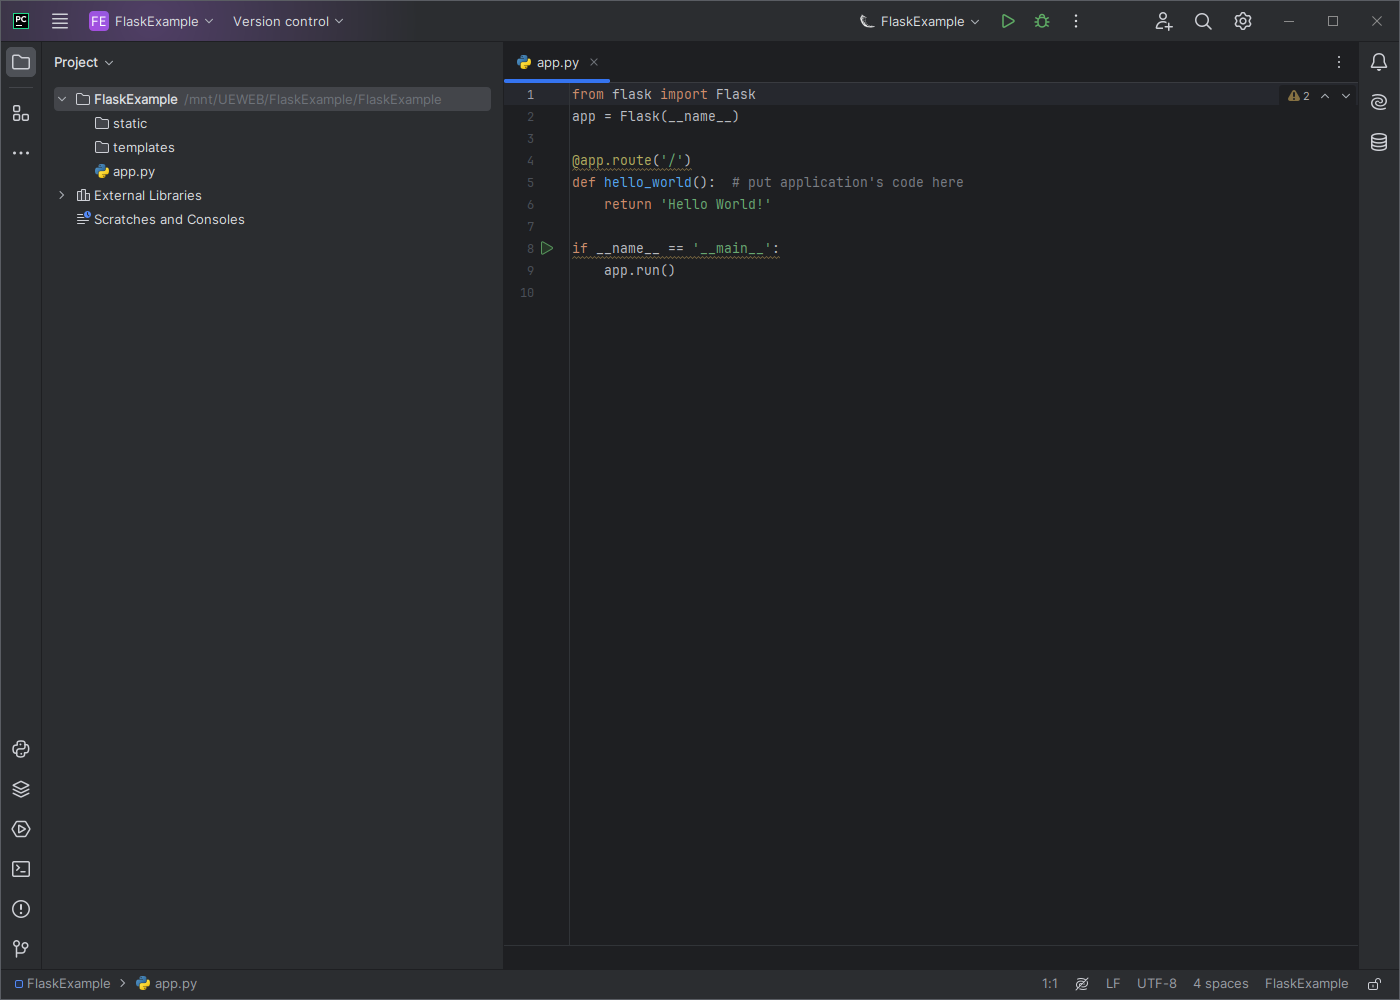 PC
FE FlaskExample
Version control
FlaskExample
Project
app.py
FlaskExample /mnt/UEWEB/FlaskExample/FlaskExample
static
templates
app.py
External Libraries
Scratches and Consoles
1 from flask import Flask
2 app = Flask(__name__)
3
4 @app.route('/')
5 def hello_world():  # put application's code here
6     return 'Hello World!'
7
8 if __name__ == '__main__':
9     app.run()
10
2
FlaskExample
app.py
1:1
LF
UTF-8
4 spaces
FlaskExample